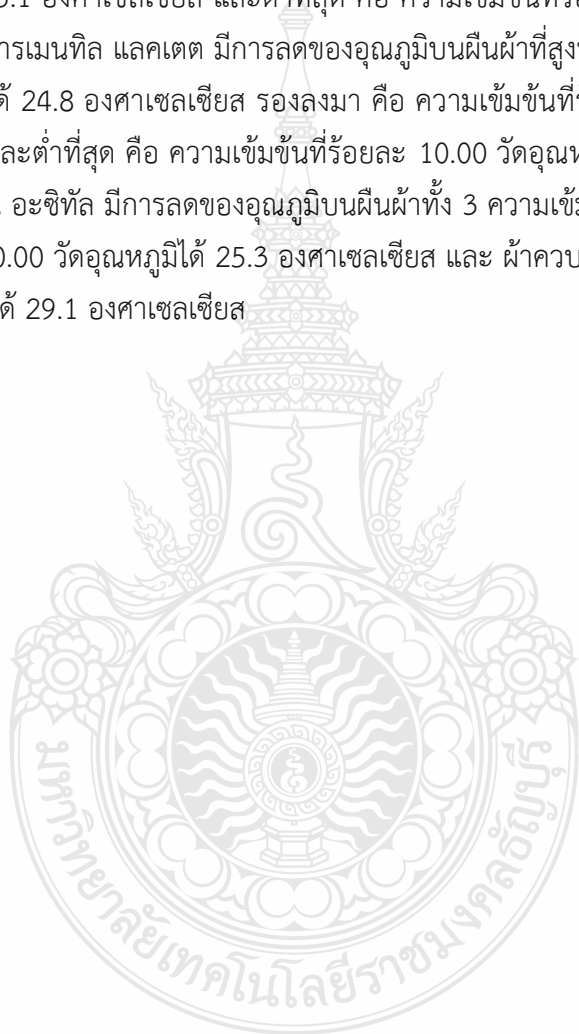 องศาเซลเซียส และต่ำที่สุด คือ ความเข้มข้นที่
เมนทิล แลคเตต มีการลดของอุณภูมิบนผืนผ้าที่สูง
24.8 องศาเซลเซียส รองลงมา คือ ความเข้มข้นที่
ละต่ำที่สุด คือ ความเข้มข้นที่ร้อยละ 10.00 วัดอุณห
อะซิทัล มีการลดของอุณภูมิบนผืนผ้าทั้ง 3 ความเข้ม
0.00 วัดอุณหภูมิได้ 25.3 องศาเซลเซียส และ ผ้าควบ
ด้ 29.1 องศาเซลเซียส
มหาวิทยาลัยเทคโนโลยีราชมงคลธัญบุรี